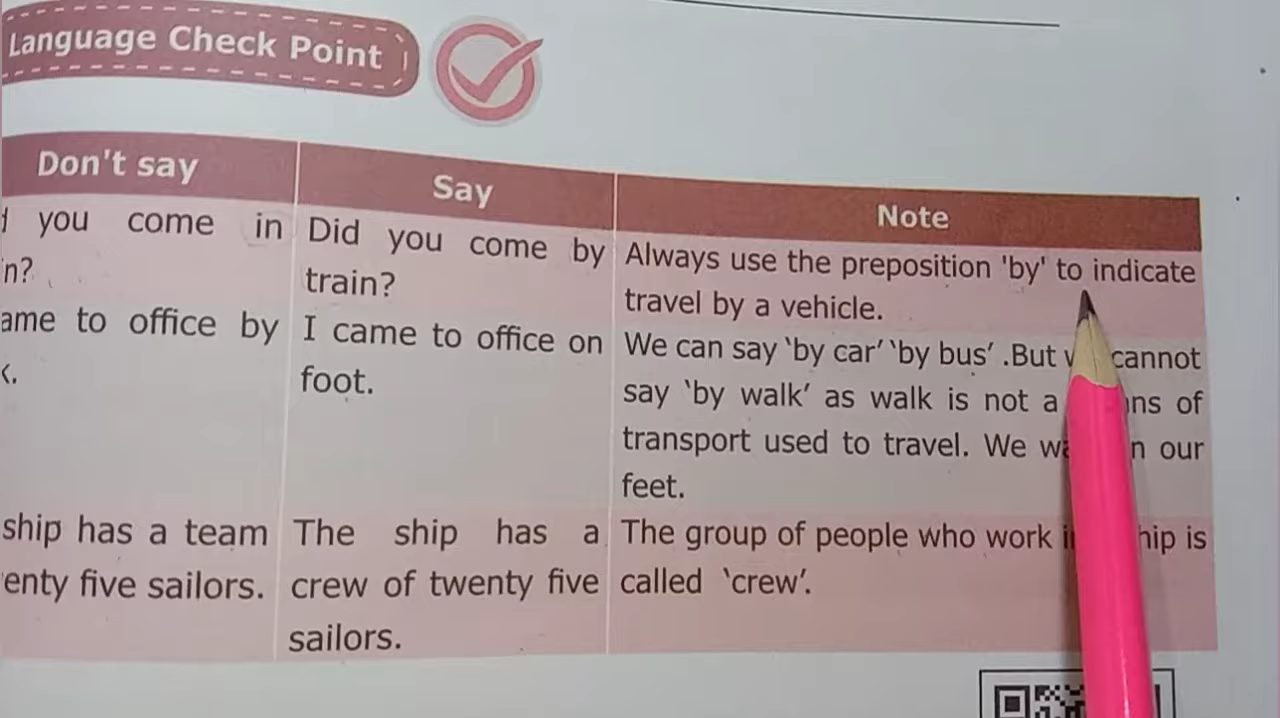 Language Check Point
Don't say
Say
Note
you come in
Did you come by
train?
Always use the preposition 'by' to indicate
travel by a vehicle.
to office by
I came to office on
foot.
We can say ‘by car’ ‘by bus’ .But cannot
say ‘by walk’ as walk is not a of
transport used to travel. We our
feet.
ship has a team
five sailors.
The ship has a
crew of twenty five
sailors.
The group of people who work is
called ‘crew’.